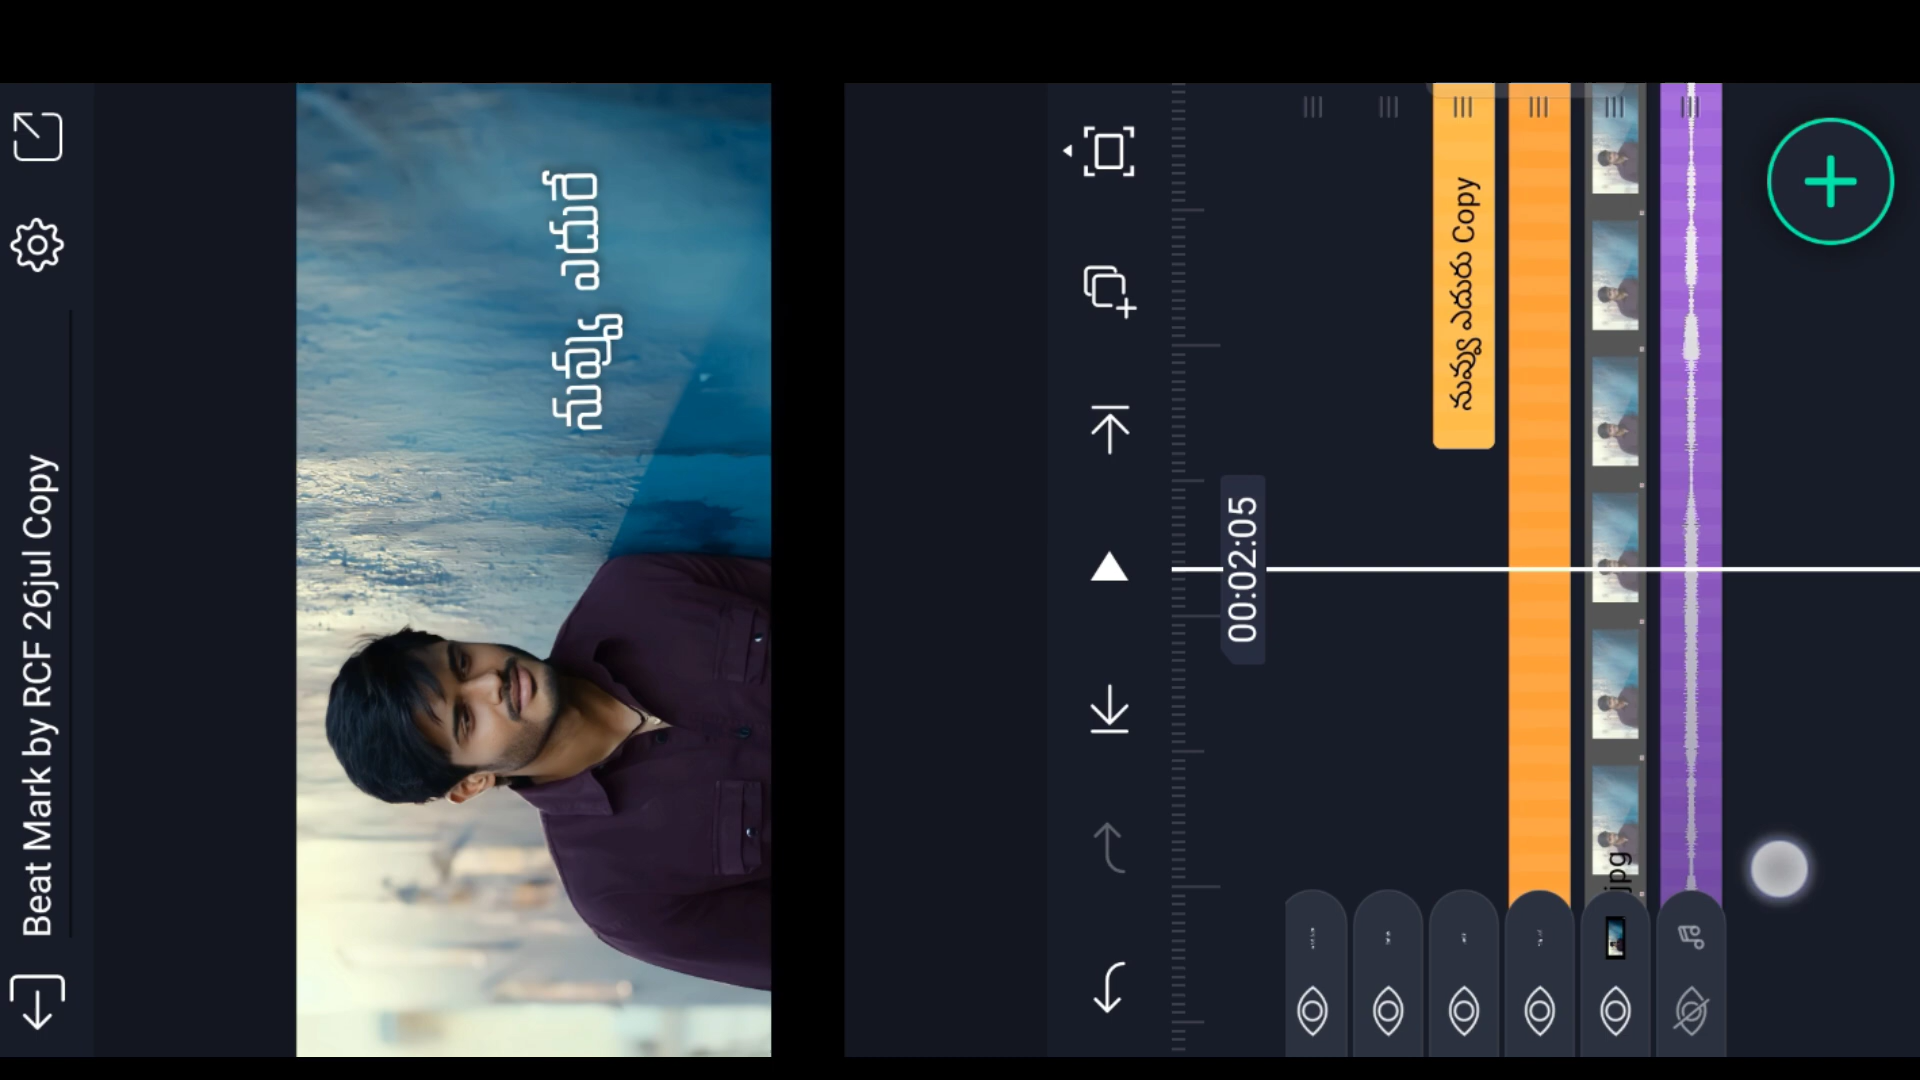 Beat Mark by RCF 26jul Copy
నువ్వు ఎదురే
00:02:05
నువ్వు ఎదురు Copy
jpg